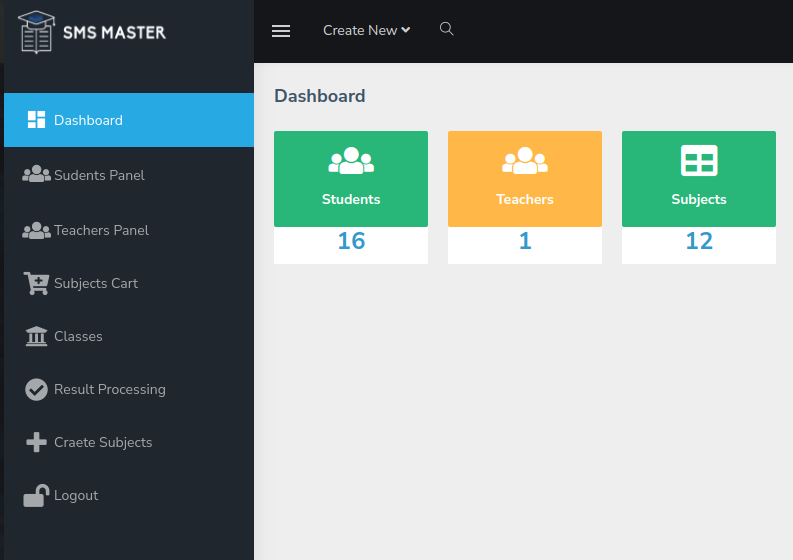 SMS MASTER
Create New
Dashboard
Sudents Panel
Teachers Panel
Subjects Cart
Classes
Result Processing
Craete Subjects
Logout
Dashboard
Students
16
Teachers
1
Subjects
12